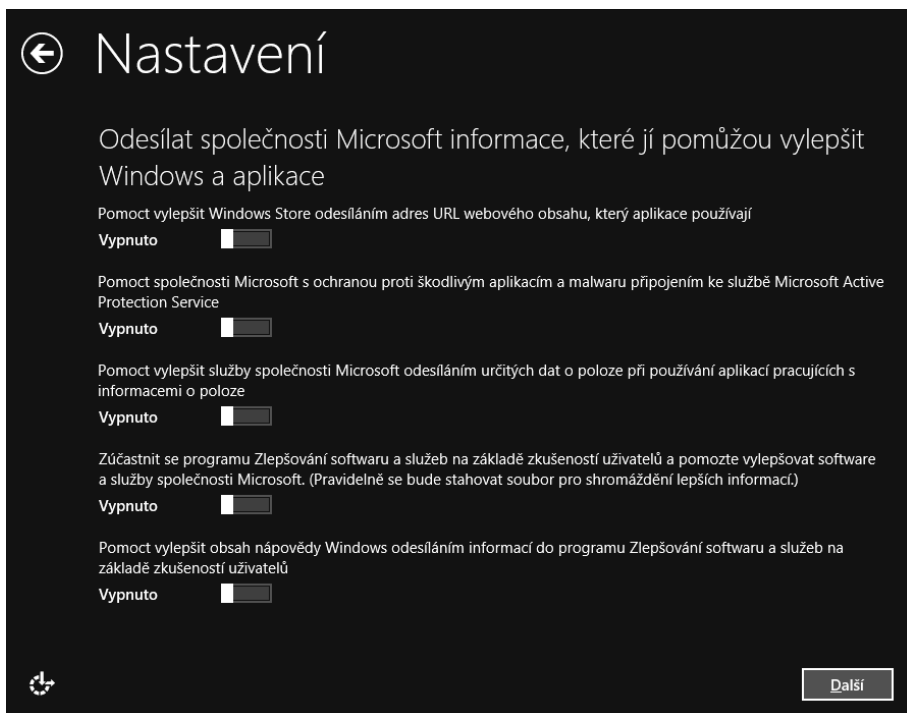 Nastavení
Odesílat společnosti Microsoft informace, které jí pomůžou vylepšit
Windows a aplikace
Pomoct vylepšit Windows Store odesíláním adres URL webového obsahu, který aplikace používají
Vypnuto
Pomoct společnosti Microsoft s ochranou proti škodlivým aplikacím a malwaru připojením ke službě Microsoft Active
Protection Service
Vypnuto
Pomoct vylepšit služby společnosti Microsoft odesíláním určitých dat o poloze při používání aplikací pracujících s
informacemi o poloze
Vypnuto
Zúčastnit se programu Zlepšování softwaru a služeb na základě zkušeností uživatelů a pomozte vylepšovat software
a služby společnosti Microsoft. (Pravidelně se bude stahovat soubor pro shromáždění lepších informací.)
Vypnuto
Pomoct vylepšit obsah nápovědy Windows odesíláním informací do programu Zlepšování softwaru a služeb na
základě zkušeností uživatelů
Vypnuto
Další